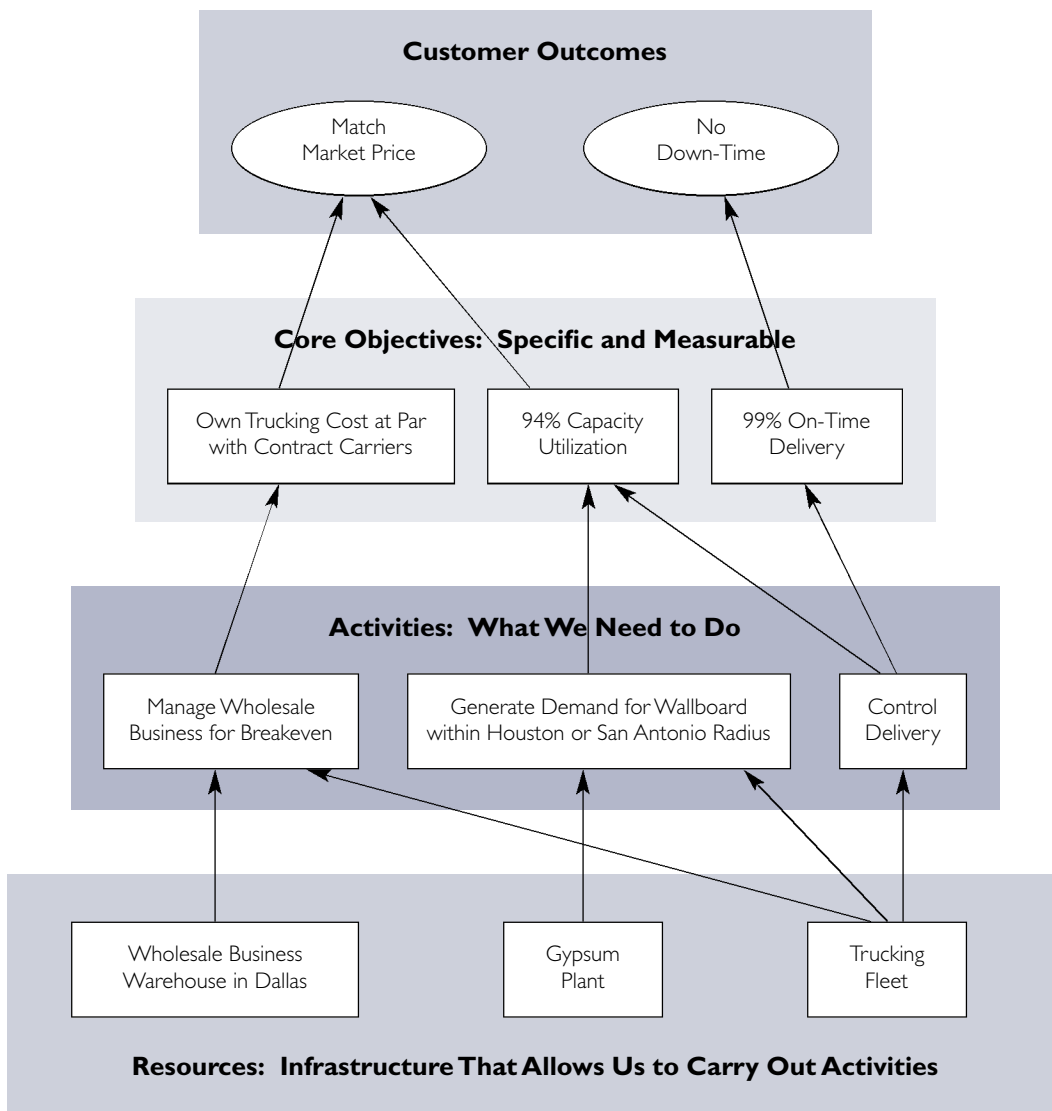 Customer Outcomes
Match
Market Price
No
Down-Time
Core Objectives: Specific and Measurable
Own Trucking Cost at Par
with Contract Carriers
94% Capacity
Utilization
99% On-Time
Delivery
Activities: What We Need to Do
Manage Wholesale
Business for Breakeven
Generate Demand for Wallboard
within Houston or San Antonio Radius
Control
Delivery
Wholesale Business
Warehouse in Dallas
Gypsum
Plant
Trucking
Fleet
Resources: Infrastructure That Allows Us to Carry Out Activities